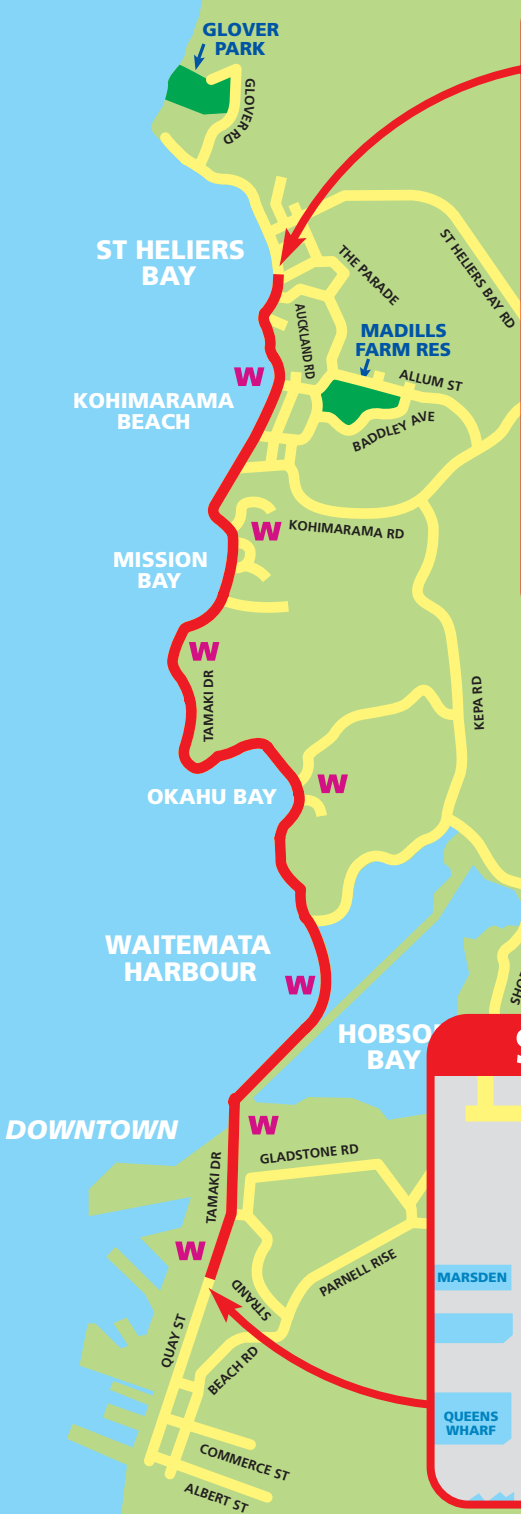 GLOVER
PARK
GLOVER RD
ST HELIERS
BAY
THE PARADE
ST HELIERS BAY RD
AUCKLAND RD
MADILLS
FARM RES
W
ALLUM ST
KOHIMARAMA
BEACH
BADDLEY AVE
W
KOHIMARAMA RD
MISSION
BAY
W
TAMAKI DR
KEPA RD
W
OKAHU BAY
WAITEMATA
HARBOUR
W
HOBSO
BAY
W
DOWNTOWN
GLADSTONE RD
TAMAKI DR
W
PARNELL RISE
STRAND
MARSDEN
QUAY ST
BEACH RD
QUEENS
WHARF
COMMERCE ST
ALBERT ST